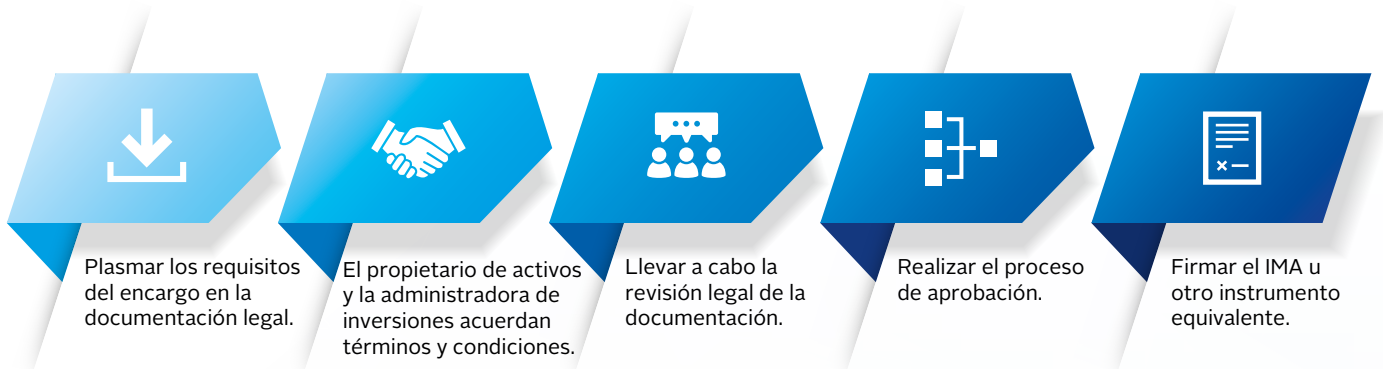 Plasmar los requisitos
del encargo en la
documentación legal.
El propietario de activos
y la administradora de
inversiones acuerdan
términos y condiciones.
Llevar a cabo la
revisión legal de la
documentación.
Realizar el proceso
de aprobación.
Firmar el IMA u
otro instrumento
equivalente.